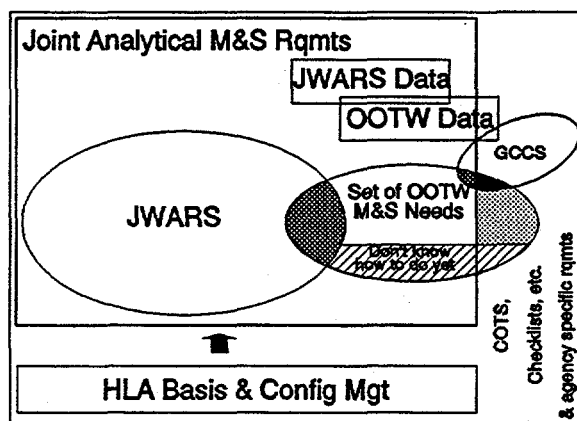 Joint Analytical M&S Rqmts
JWARS Data
OOTW Data
GCCS
JWARS
Set of OOTW
M&S Needs
Don't know
how to do yet
COTS,
Checklists, etc.
& agency specific rqmts
HLA Basis & Config Mgt